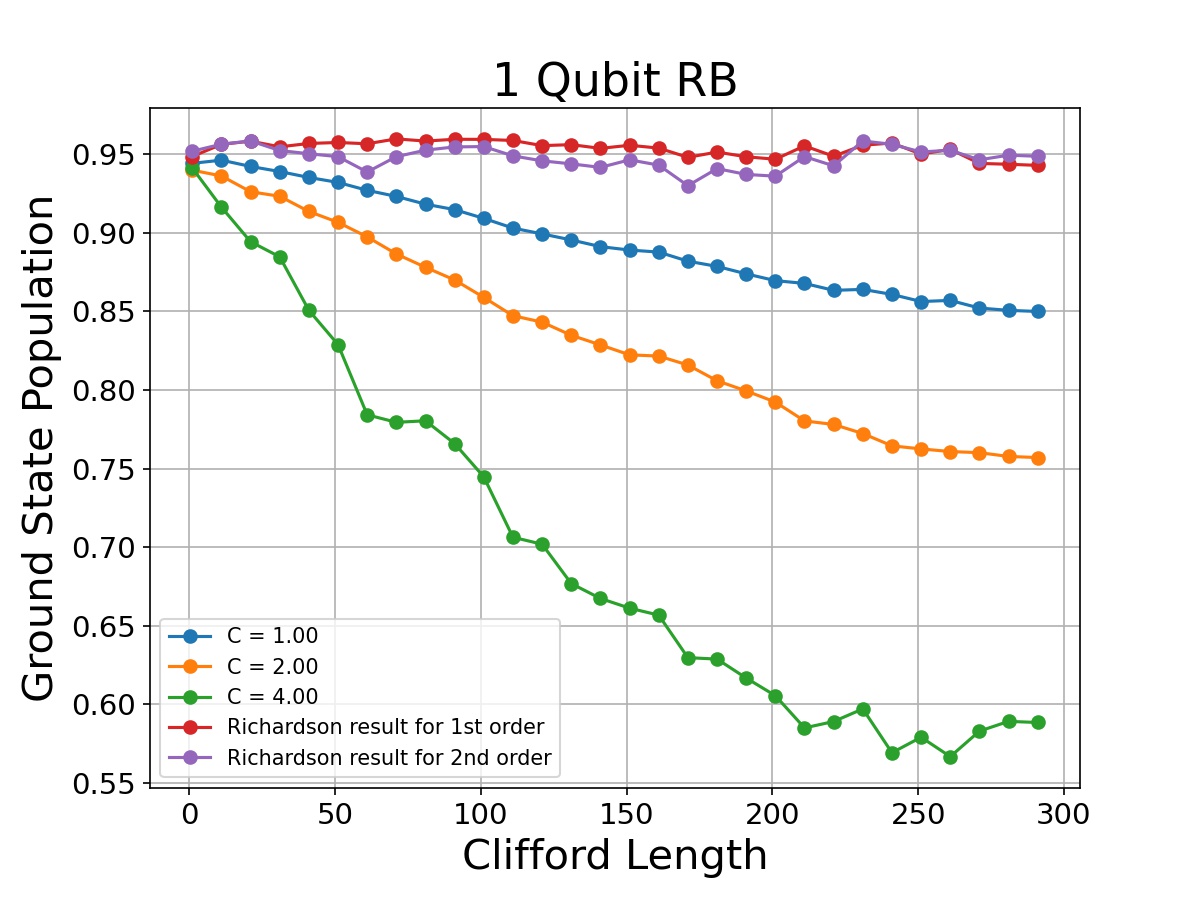 1 Qubit RB
Ground State Population
0.95
0.90
0.85
0.80
0.75
0.70
0.65
0.60
0.55
C = 1.00
C = 2.00
C = 4.00
Richardson result for 1st order
Richardson result for 2nd order
0 50 100 150 200 250 300
Clifford Length